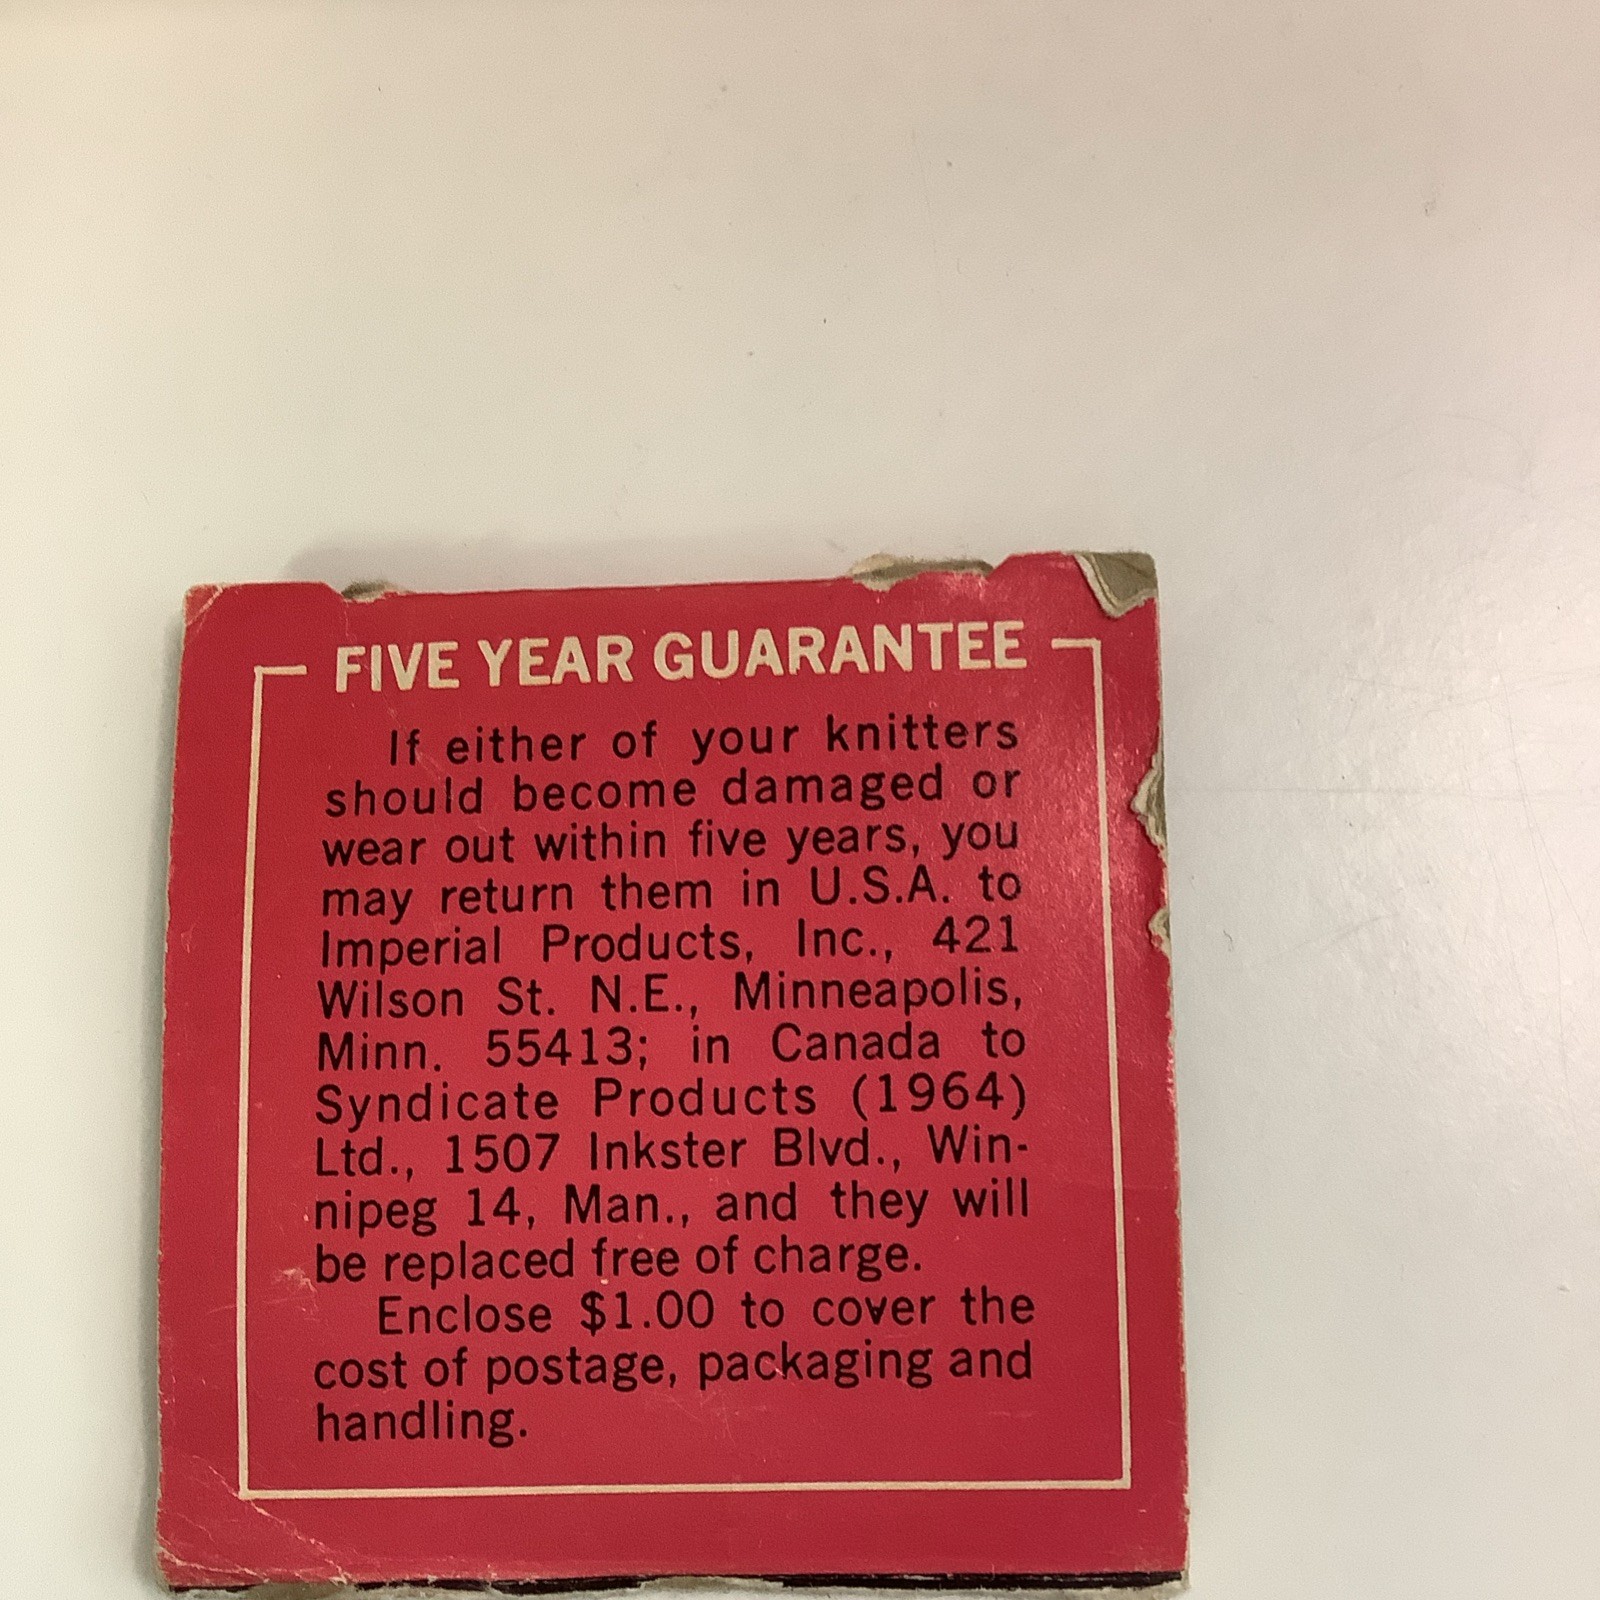 FIVE YEAR GUARANTEE
If either of your knitters
should become damaged or
wear out within five years, you
may return them in U.S.A. to
Imperial Products, Inc., 421
Wilson St. N.E., Minneapolis,
Minn. 55413; in Canada to
Syndicate Products (1964)
Ltd., 1507 Inkster Blvd., Win-
nipeg 14, Man., and they will
be replaced free of charge.
Enclose $1.00 to cover the
cost of postage, packaging and
handling.